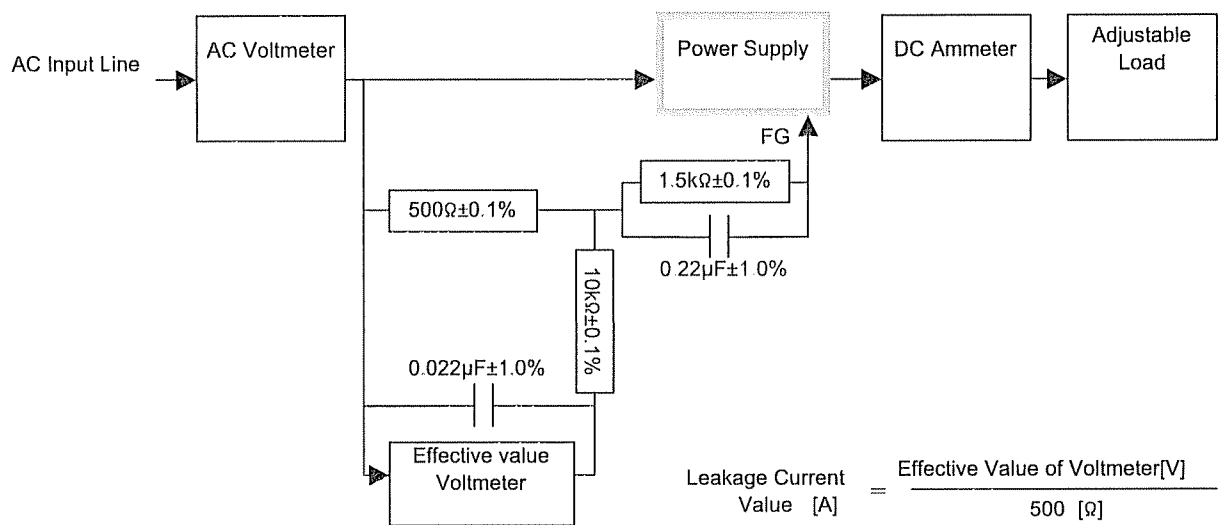 AC Input Line
AC Voltmeter
Power Supply
DC Ammeter
Adjustable
Load
FG
500Ω±0.1%
1.5kΩ±0.1%
0.22µF±1.0%
10kΩ±0.1%
0.022µF±1.0%
Effective value
Voltmeter
Leakage Current
Value [A]
=
Effective Value of Voltmeter[V]
500 [Ω]